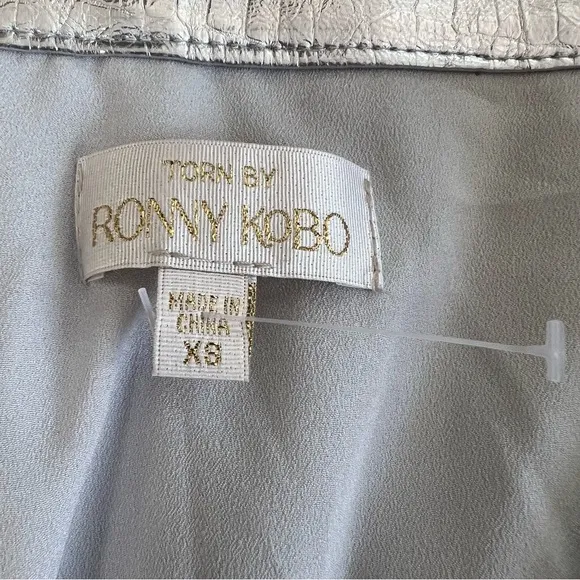 TORN BY
RONNY KOBO
MADE IN
CHINA
XS